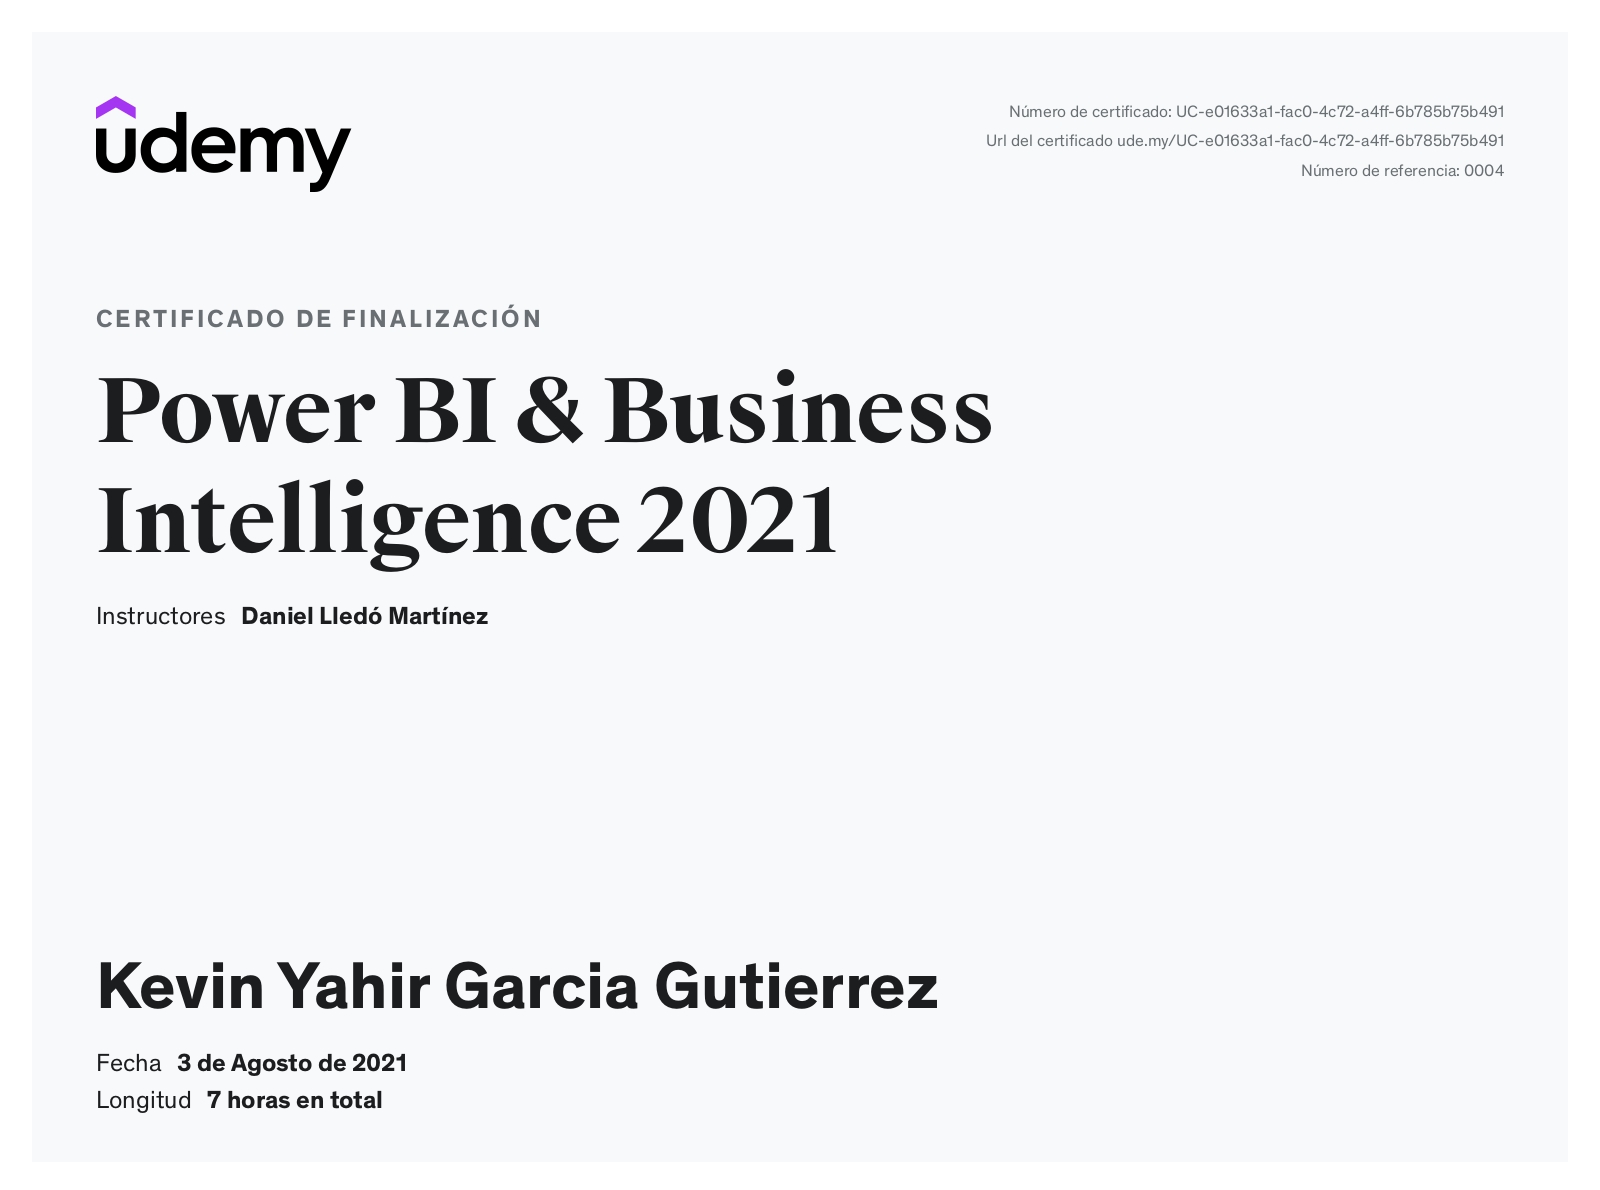 udemy
Número de certificado: UC-e01633a1-fac0-4c72-a4ff-6b785b75b491
Url del certificado ude.my/UC-e01633a1-fac0-4c72-a4ff-6b785b75b491
Número de referencia: 0004
CERTIFICADO DE FINALIZACIÓN
Power BI & Business
Intelligence 2021
Instructores Daniel Lledó Martínez
Kevin Yahir Garcia Gutierrez
Fecha 3 de Agosto de 2021
Longitud 7 horas en total